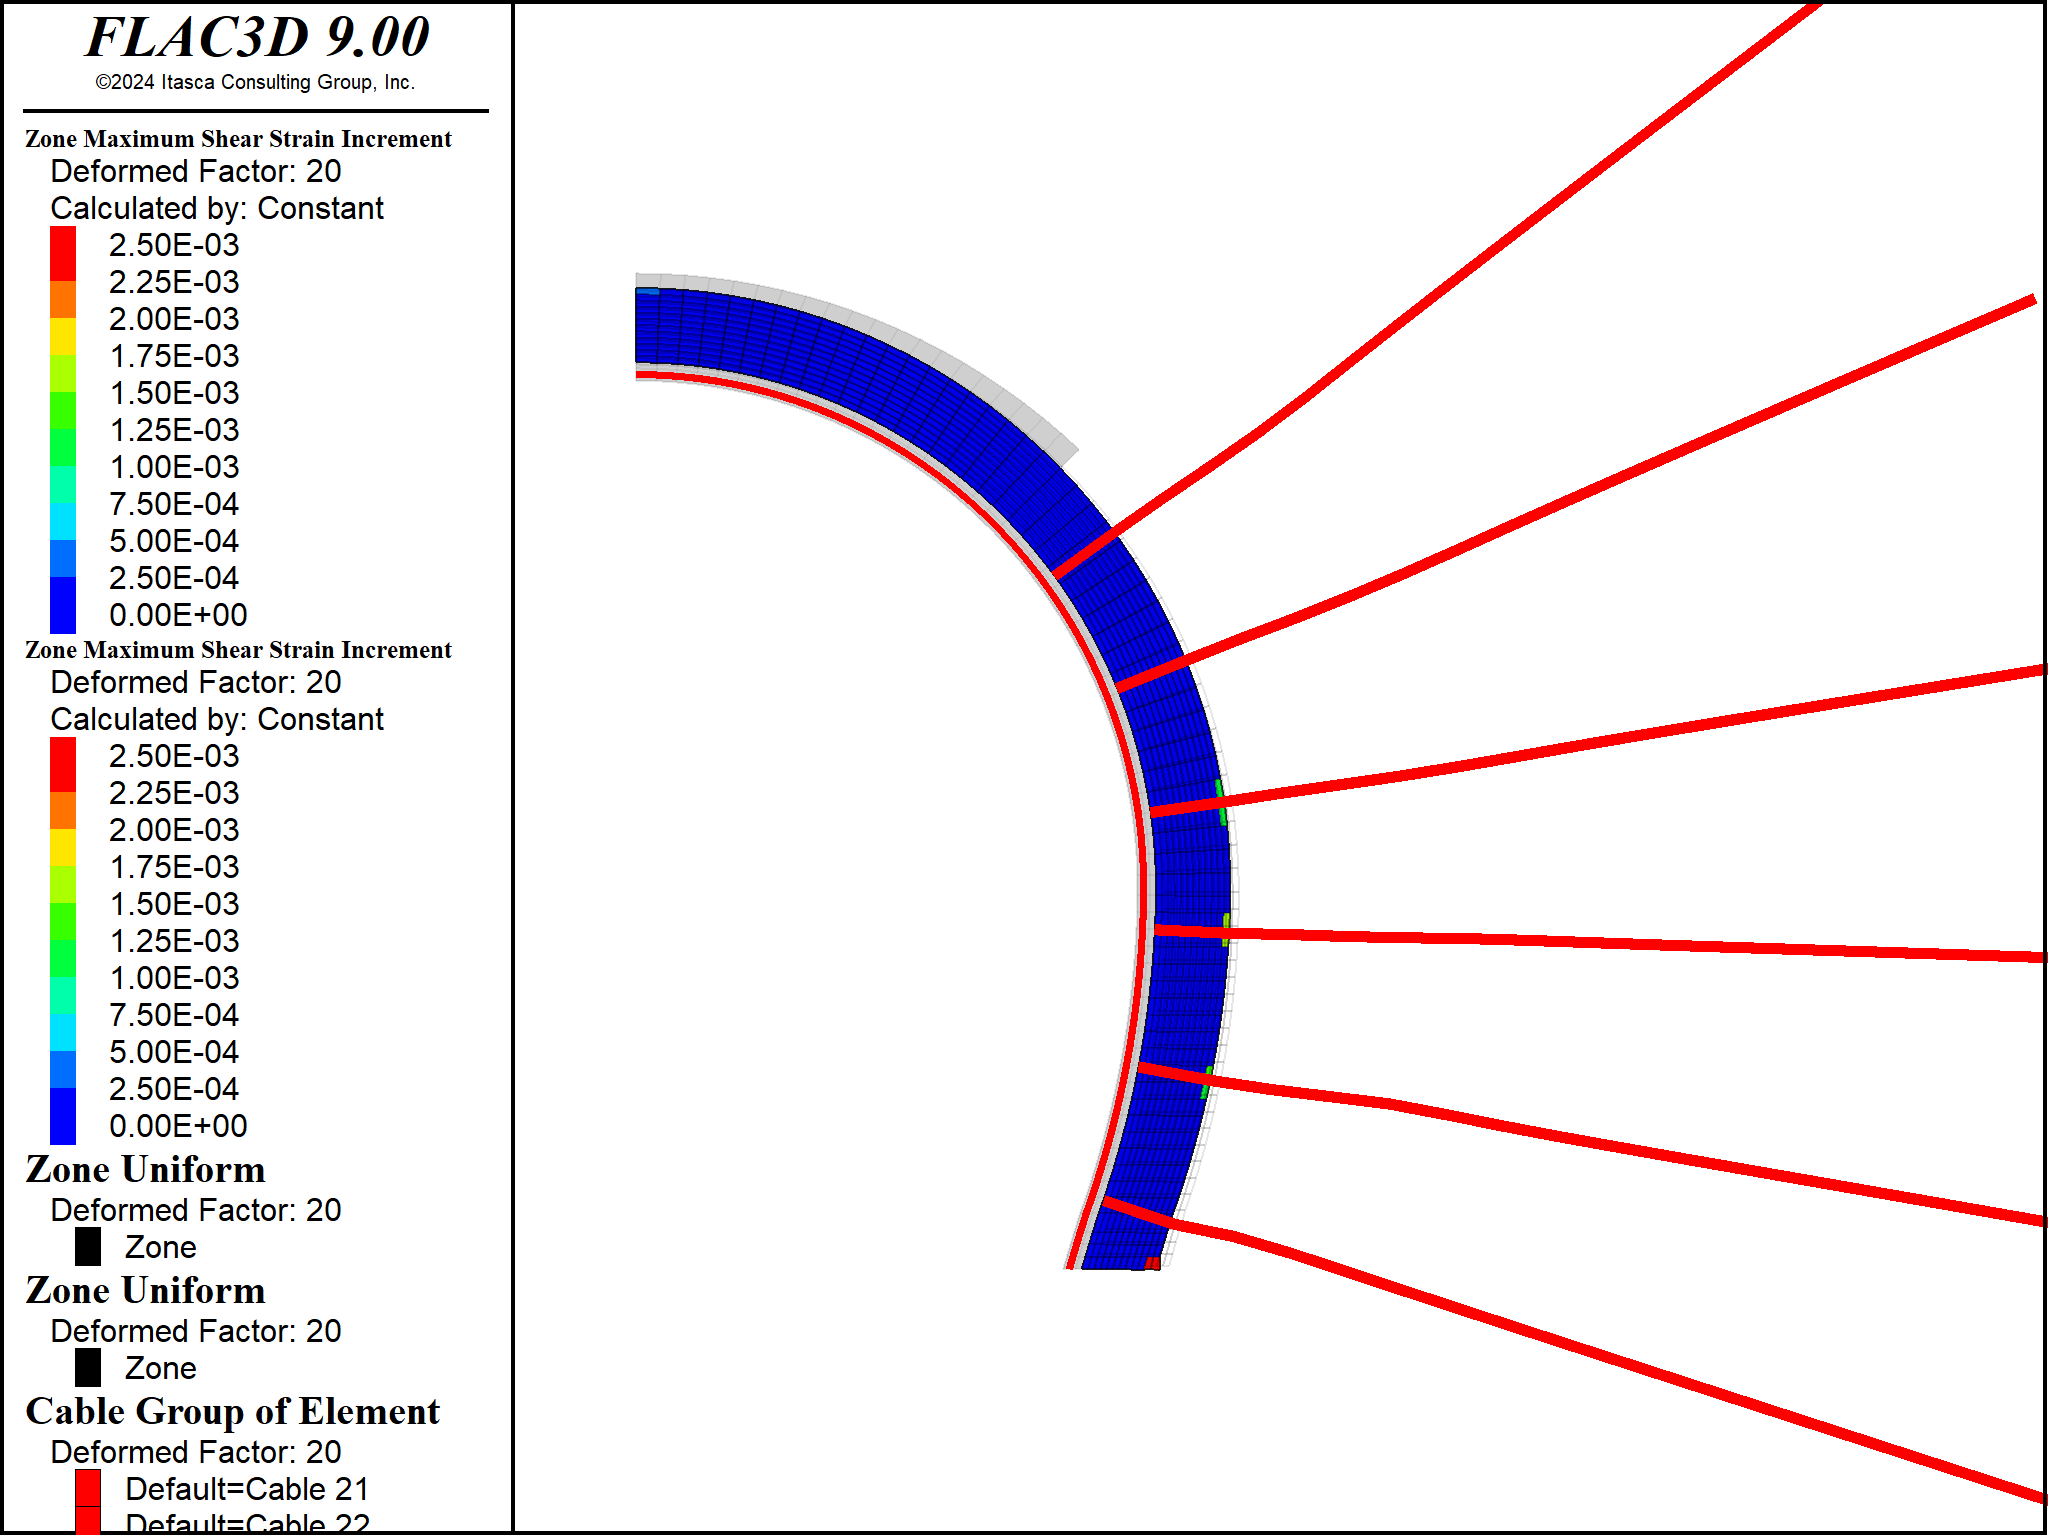 FLAC3D 9.00
©2024 Itasca Consulting Group, Inc.
Zone Maximum Shear Strain Increment
Deformed Factor: 20
Calculated by: Constant
2.50E-03
2.25E-03
2.00E-03
1.75E-03
1.50E-03
1.25E-03
1.00E-03
7.50E-04
5.00E-04
2.50E-04
0.00E+00
Zone Maximum Shear Strain Increment
Deformed Factor: 20
Calculated by: Constant
2.50E-03
2.25E-03
2.00E-03
1.75E-03
1.50E-03
1.25E-03
1.00E-03
7.50E-04
5.00E-04
2.50E-04
0.00E+00
Zone Uniform
Deformed Factor: 20
Zone
Zone Uniform
Deformed Factor: 20
Zone
Cable Group of Element
Deformed Factor: 20
Default=Cable 21
Default=Cable 22